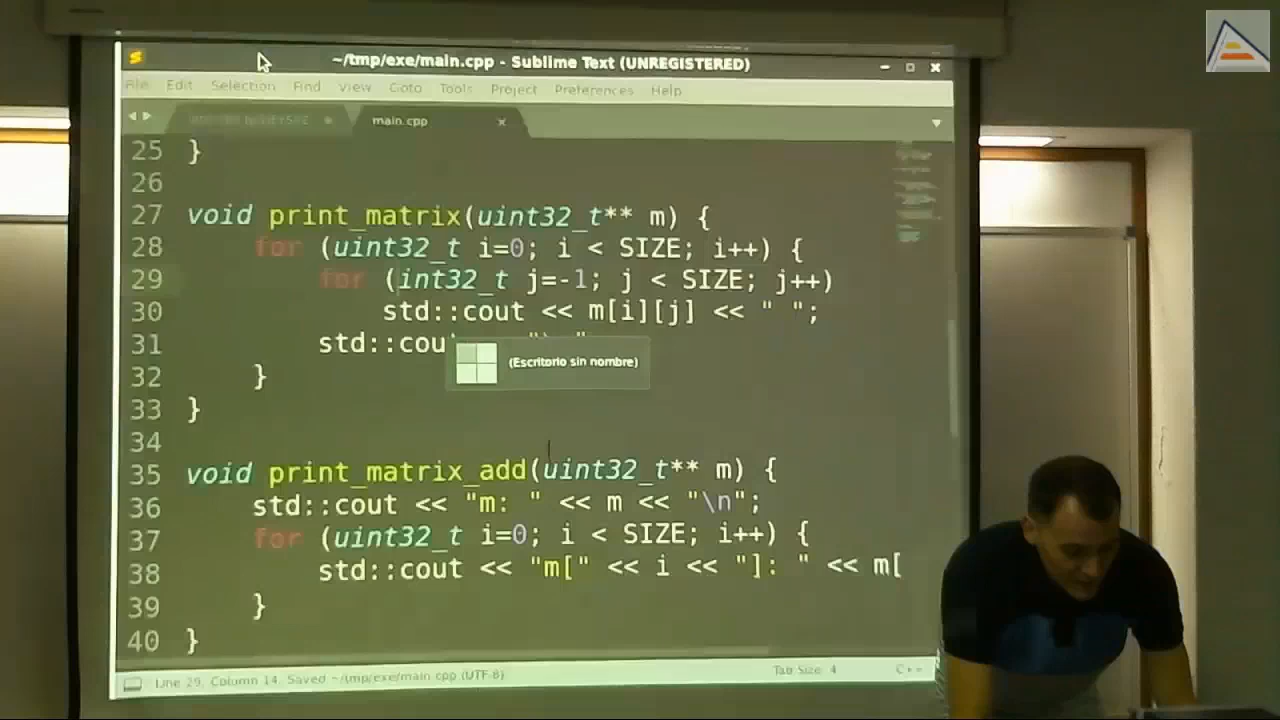 ~/tmp/exe/main.cpp - Sublime Text (UNREGISTERED)
File Edit Selection Find View Goto Tools Project Preferences Help
main.cpp
25 }
26
27 void print_matrix(uint32_t** m) {
28 for (uint32_t i=0; i < SIZE; i++) {
29 for (int32_t j=-1; j < SIZE; j++)
30 std::cout << m[i][j] << " ";
31 std::cou
(Escritorio sin nombre)
32 }
33 }
34
35 void print_matrix_add(uint32_t** m) {
36 std::cout << "m: " << m << "\n";
37 for (uint32_t i=0; i < SIZE; i++) {
38 std::cout << "m[" << i << "]: " << m[
39 }
40 }
Line 29, Column 14, Saved ~/tmp/exe/main.cpp (UTF-8)
Tab Size: 4
C++